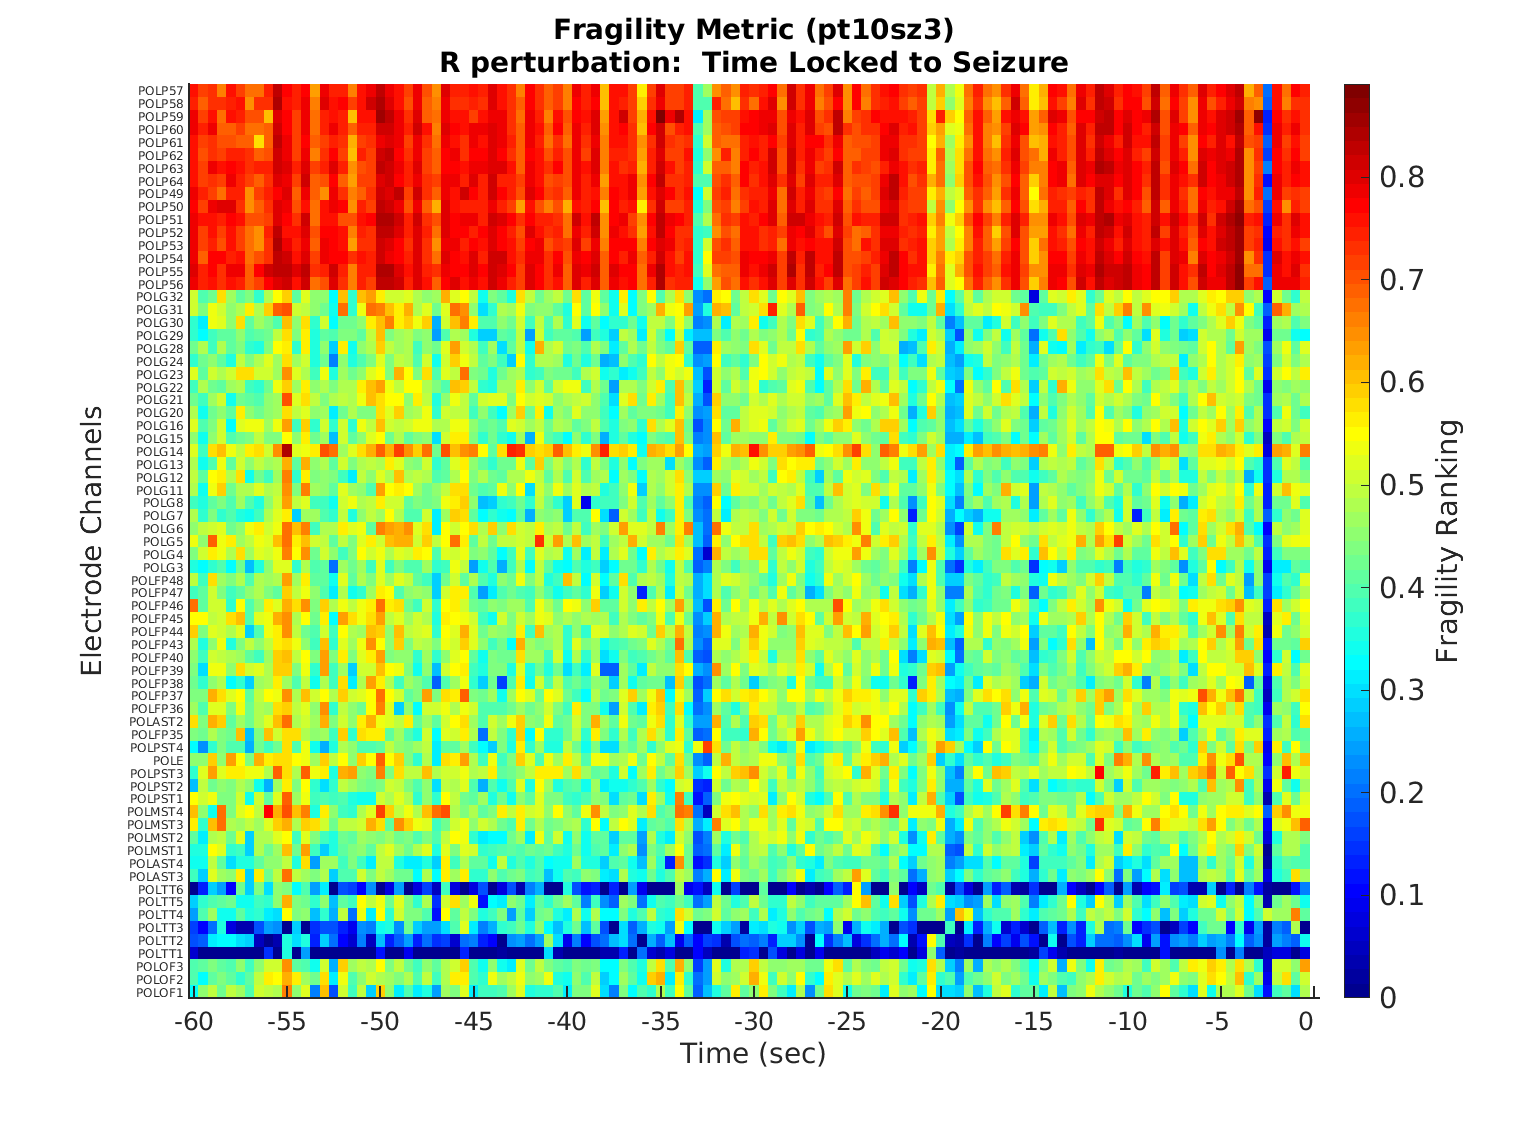 Fragility Metric (pt10sz3)
R perturbation:  Time Locked to Seizure
Electrode Channels
POLP57
POLP58
POLP59
POLP60
POLP61
POLP62
POLP63
POLP64
POLP49
POLP50
POLP51
POLP52
POLP53
POLP54
POLP55
POLP56
POLG32
POLG31
POLG30
POLG29
POLG28
POLG24
POLG23
POLG22
POLG21
POLG20
POLG16
POLG15
POLG14
POLG13
POLG12
POLG11
POLG8
POLG7
POLG6
POLG5
POLG4
POLG3
POLFP48
POLFP47
POLFP46
POLFP45
POLFP44
POLFP43
POLFP40
POLFP39
POLFP38
POLFP37
POLFP36
POLAST2
POLFP35
POLPST4
POLE
POLPST3
POLPST2
POLPST1
POLMST4
POLMST3
POLMST2
POLMST1
POLAST4
POLAST3
POLTT6
POLTT5
POLTT4
POLTT3
POLTT2
POLTT1
POLOF3
POLOF2
POLOF1
-60 -55 -50 -45 -40 -35 -30 -25 -20 -15 -10 -5 0
Time (sec)
0.8
0.7
0.6
0.5
0.4
0.3
0.2
0.1
0
Fragility Ranking